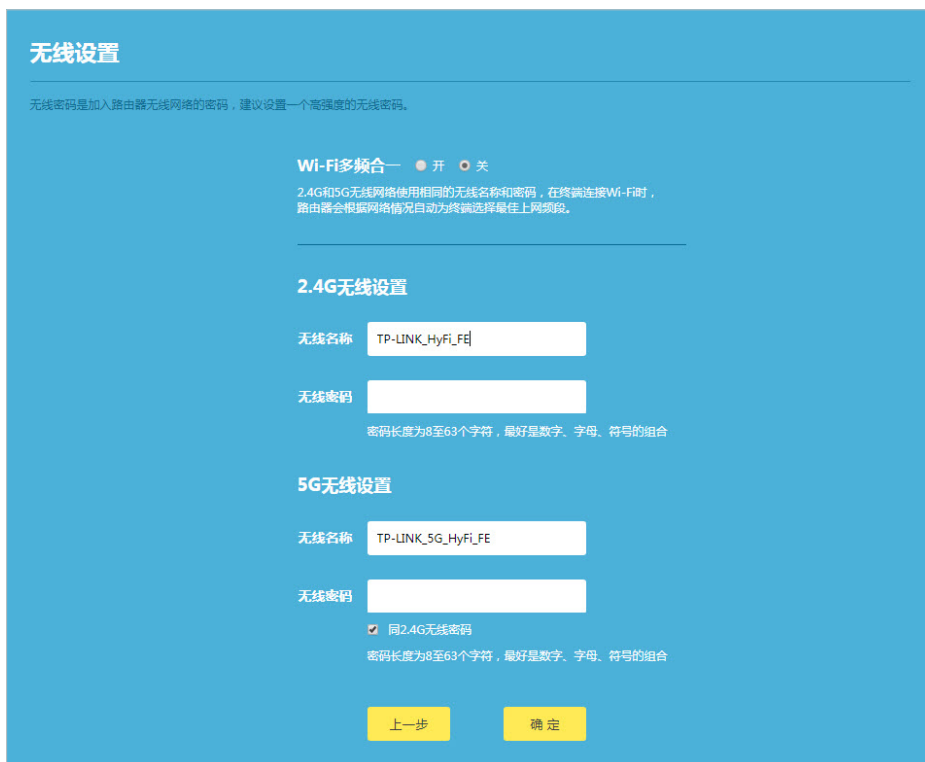 无线设置
无线密码是加入路由器无线网络的密码，建议设置一个高强度的无线密码。
Wi-Fi多频合一 开 关
2.4G和5G无线网络使用相同的无线名称和密码，在终端连接Wi-Fi时，
路由器会根据网络情况自动为终端选择最佳上网频段。
2.4G无线设置
无线名称 TP-LINK_HyFi_FE
无线密码
密码长度为8至63个字符，最好是数字、字母、符号的组合
5G无线设置
无线名称 TP-LINK_5G_HyFi_FE
无线密码
同2.4G无线密码
密码长度为8至63个字符，最好是数字、字母、符号的组合
上一步 确定